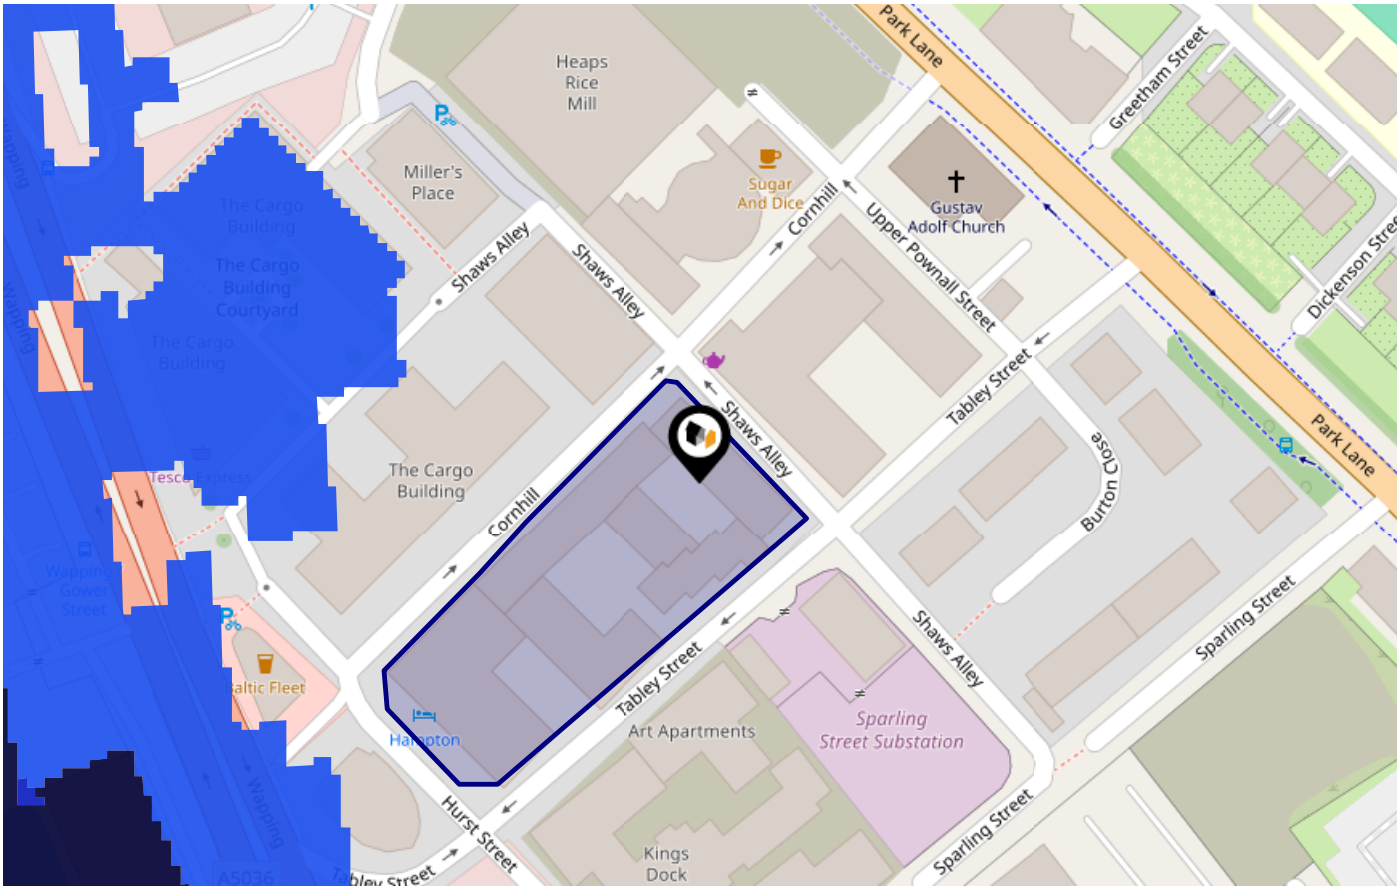 Park Lane
Greetham Street
Heaps
Rice
Mill
Wapping
Miller's
Place
Sugar
And Dice
Cornhill
Gustav
Adolf Church
Upper Pownall Street
Dickenson Stree
The Cargo
Building
Shaws Alley
Shaws Alley
The Cargo
Building
Courtyard
Wapping
The Cargo
Building
Tabley Street
Shaws Alley
Park Lane
Burton Close
Tesco Express
The Cargo
Building
Cornhill
Wapping
Gower
Street
Sparling Street
Shaws Alley
Baltic Fleet
Tabley Street
Hampton
Art Apartments
Sparling
Street Substation
Wapping
Hurst Street
Sparling Street
Kings
Dock
A5036
Tabley Street